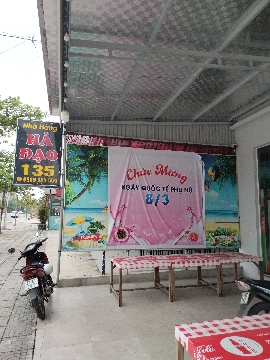 Nhà Hàng
HÀ
ĐẠO
135
Chúc Mừng
NGÀY QUỐC TẾ PHỤ NỮ
8/3